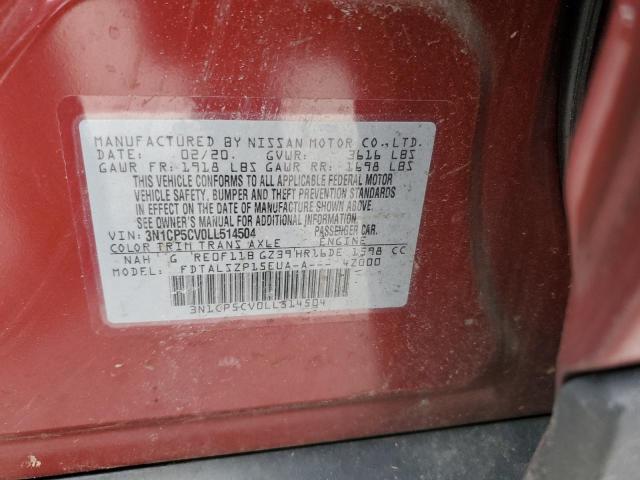 MANUFACTURED BY NISSAN MOTOR CO.,LTD.
DATE: 02/20. GVWR: 3616 LBS
GAWR FR: 1918 LBS GAWR RR: 1698 LBS
THIS VEHICLE CONFORMS TO ALL APPLICABLE FEDERAL MOTOR
VEHICLE SAFETY, BUMPER AND THEFT PREVENTION STANDARDS
IN EFFECT ON THE DATE OF MANUFACTURE SHOWN ABOVE.
SEE OWNER'S MANUAL FOR ADDITIONAL INFORMATION
VIN: 3N1CP5CV0LL514504 PASSENGER CAR.
COLOR TRIM TRANS AXLE ENGINE
NAH G RE0F11B GZ39 HR16DE 1598 CC
MODEL: FDTALSZP15EUA-A--- 4Z000
3N1CP5CV0LL514504